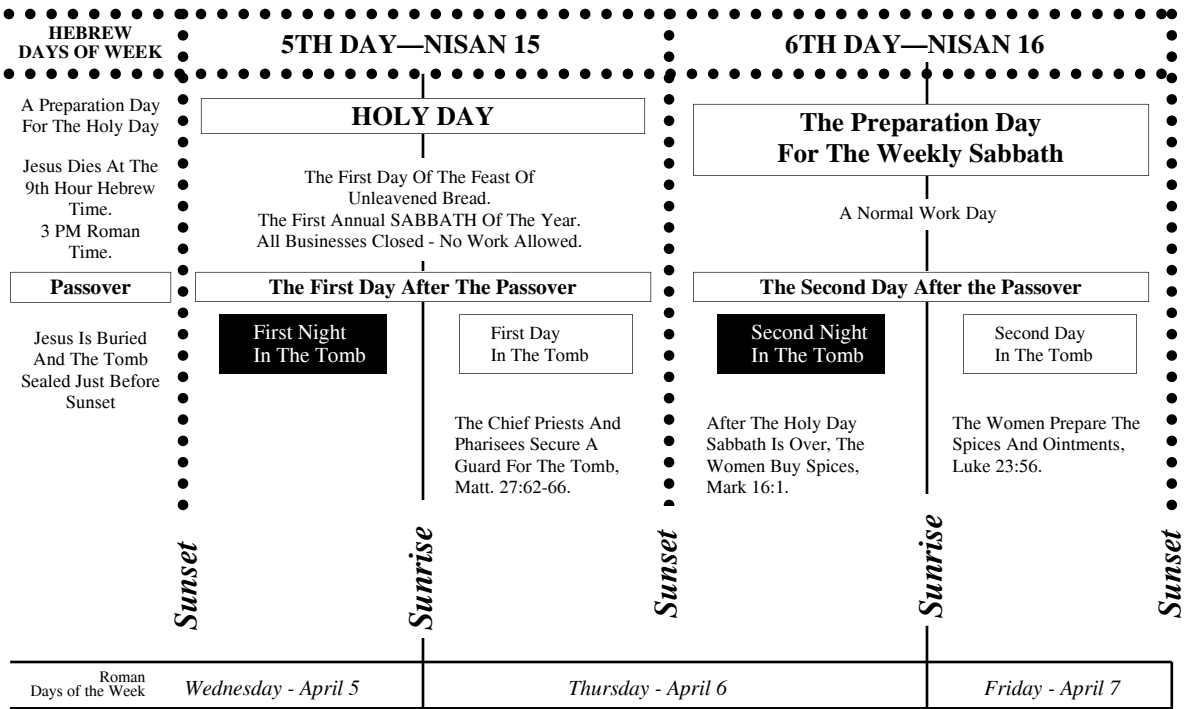 HEBREW
DAYS OF WEEK
5TH DAY—NISAN 15
6TH DAY—NISAN 16
A Preparation Day
For The Holy Day
Jesus Dies At The
9th Hour Hebrew
Time.
3 PM Roman
Time.
Passover
Jesus Is Buried
And The Tomb
Sealed Just Before
Sunset
HOLY DAY
The First Day Of The Feast Of
Unleavened Bread.
The First Annual SABBATH Of The Year.
All Businesses Closed - No Work Allowed.
The First Day After The Passover
First Night
In The Tomb
First Day
In The Tomb
The Chief Priests And
Pharisees Secure A
Guard For The Tomb,
Matt. 27:62-66.
The Preparation Day
For The Weekly Sabbath
A Normal Work Day
The Second Day After the Passover
Second Night
In The Tomb
Second Day
In The Tomb
After The Holy Day
Sabbath Is Over, The
Women Buy Spices,
Mark 16:1.
The Women Prepare The
Spices And Ointments,
Luke 23:56.
Sunset
Sunrise
Sunset
Sunrise
Sunset
Roman
Days of the Week
Wednesday - April 5
Thursday - April 6
Friday - April 7